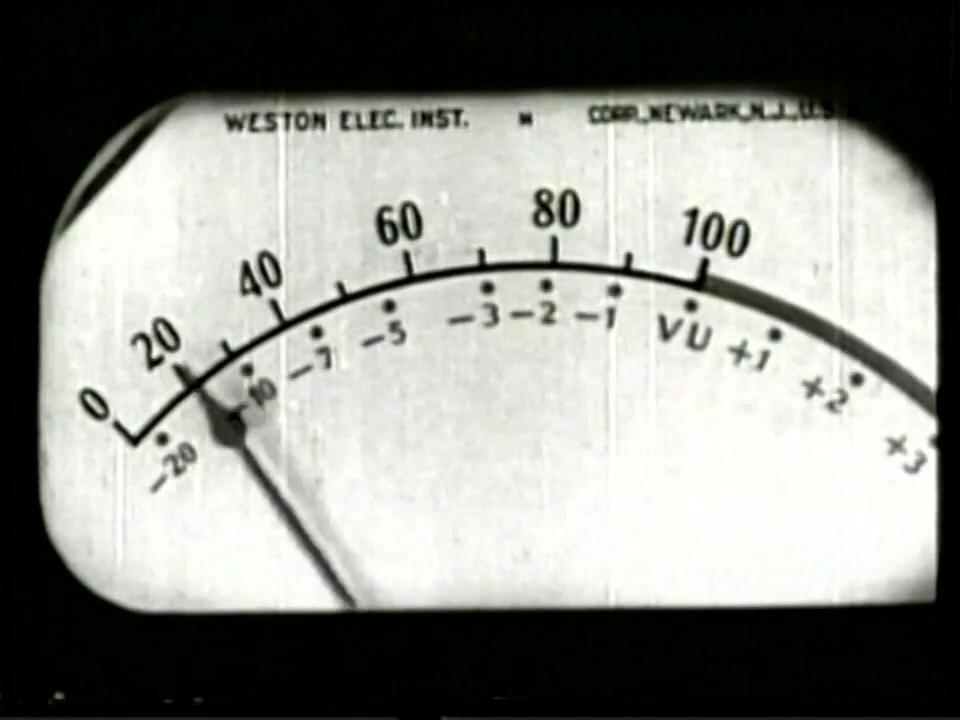 WESTON ELEC. INST. CORP., NEWARK, N.J., U.S.
0 20 40 60 80 100
-20 -10 -7 -5 -3 -2 -1 VU +1 +2 +3